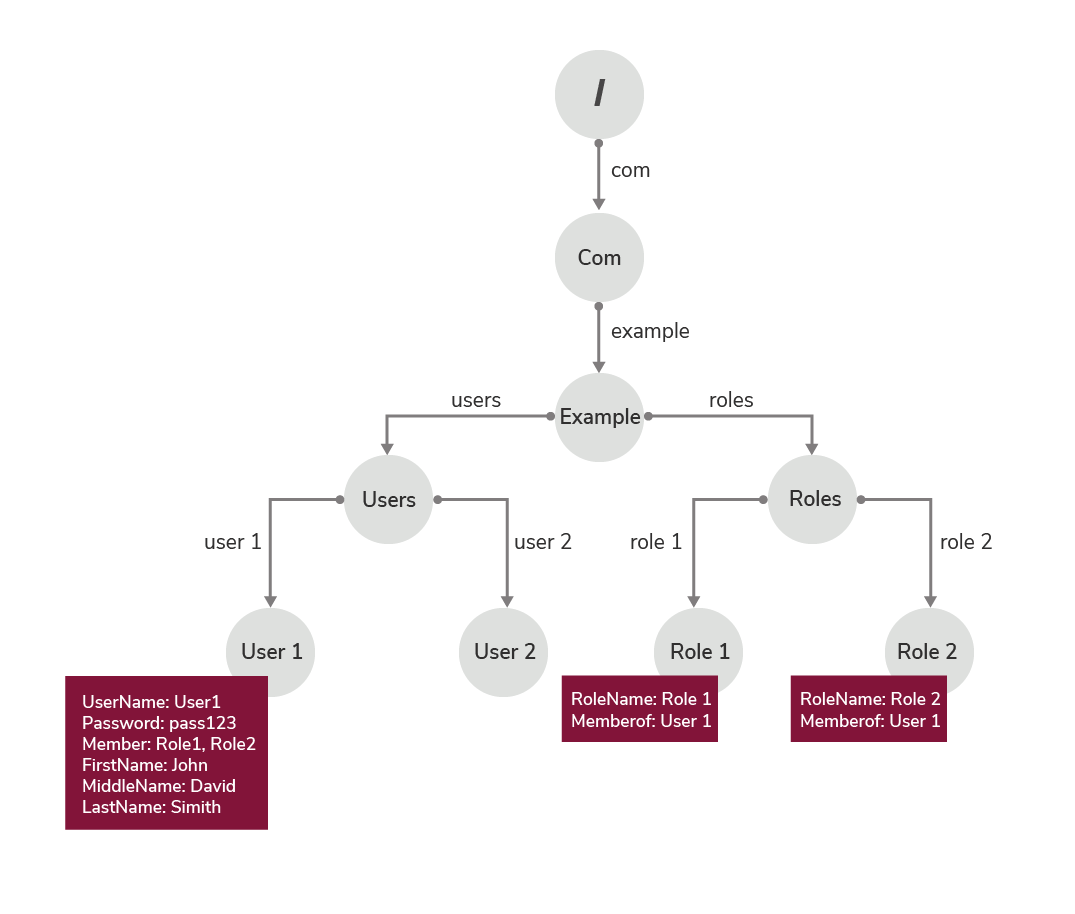 /
com
Com
example
users
Example
roles
Users
Roles
user 1
user 2
role 1
role 2
User 1
User 2
Role 1
Role 2
UserName: User1
Password: pass123
Member: Role1, Role2
FirstName: John
MiddleName: David
LastName: Simith
RoleName: Role 1
Memberof: User 1
RoleName: Role 2
Memberof: User 1